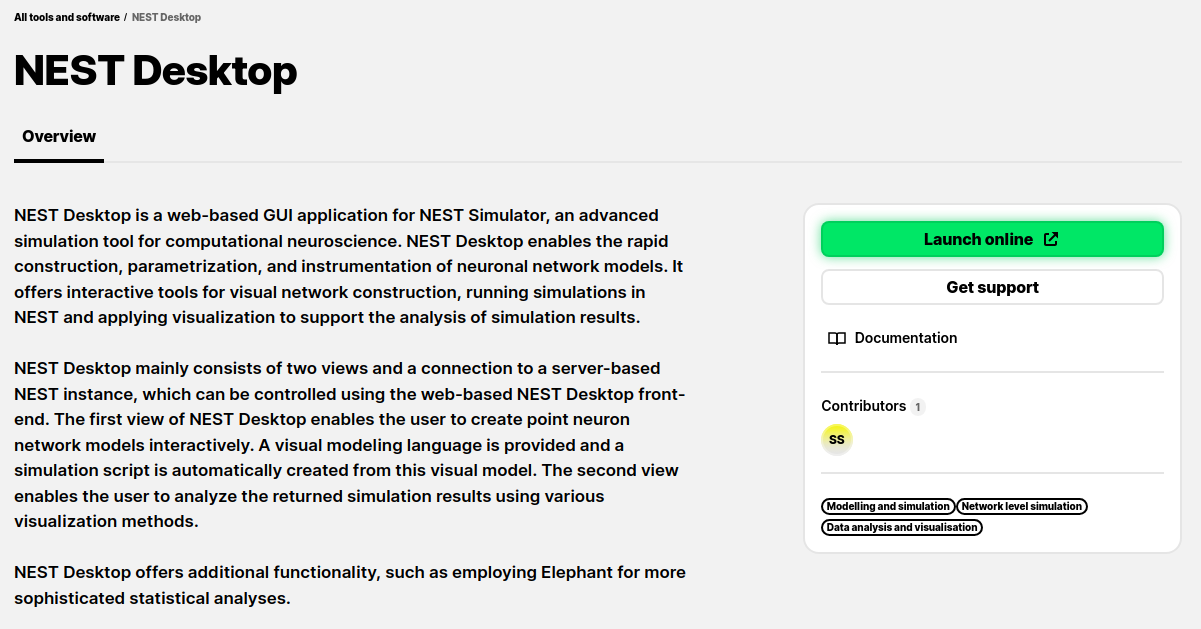 All tools and software / NEST Desktop
NEST Desktop
Overview
NEST Desktop is a web-based GUI application for NEST Simulator, an advanced
simulation tool for computational neuroscience. NEST Desktop enables the rapid
construction, parametrization, and instrumentation of neuronal network models. It
offers interactive tools for visual network construction, running simulations in
NEST and applying visualization to support the analysis of simulation results.
NEST Desktop mainly consists of two views and a connection to a server-based
NEST instance, which can be controlled using the web-based NEST Desktop front-
end. The first view of NEST Desktop enables the user to create point neuron
network models interactively. A visual modeling language is provided and a
simulation script is automatically created from this visual model. The second view
enables the user to analyze the returned simulation results using various
visualization methods.
NEST Desktop offers additional functionality, such as employing Elephant for more
sophisticated statistical analyses.
Launch online
Get support
Documentation
Contributors 1
SS
Modelling and simulation Network level simulation
Data analysis and visualisation